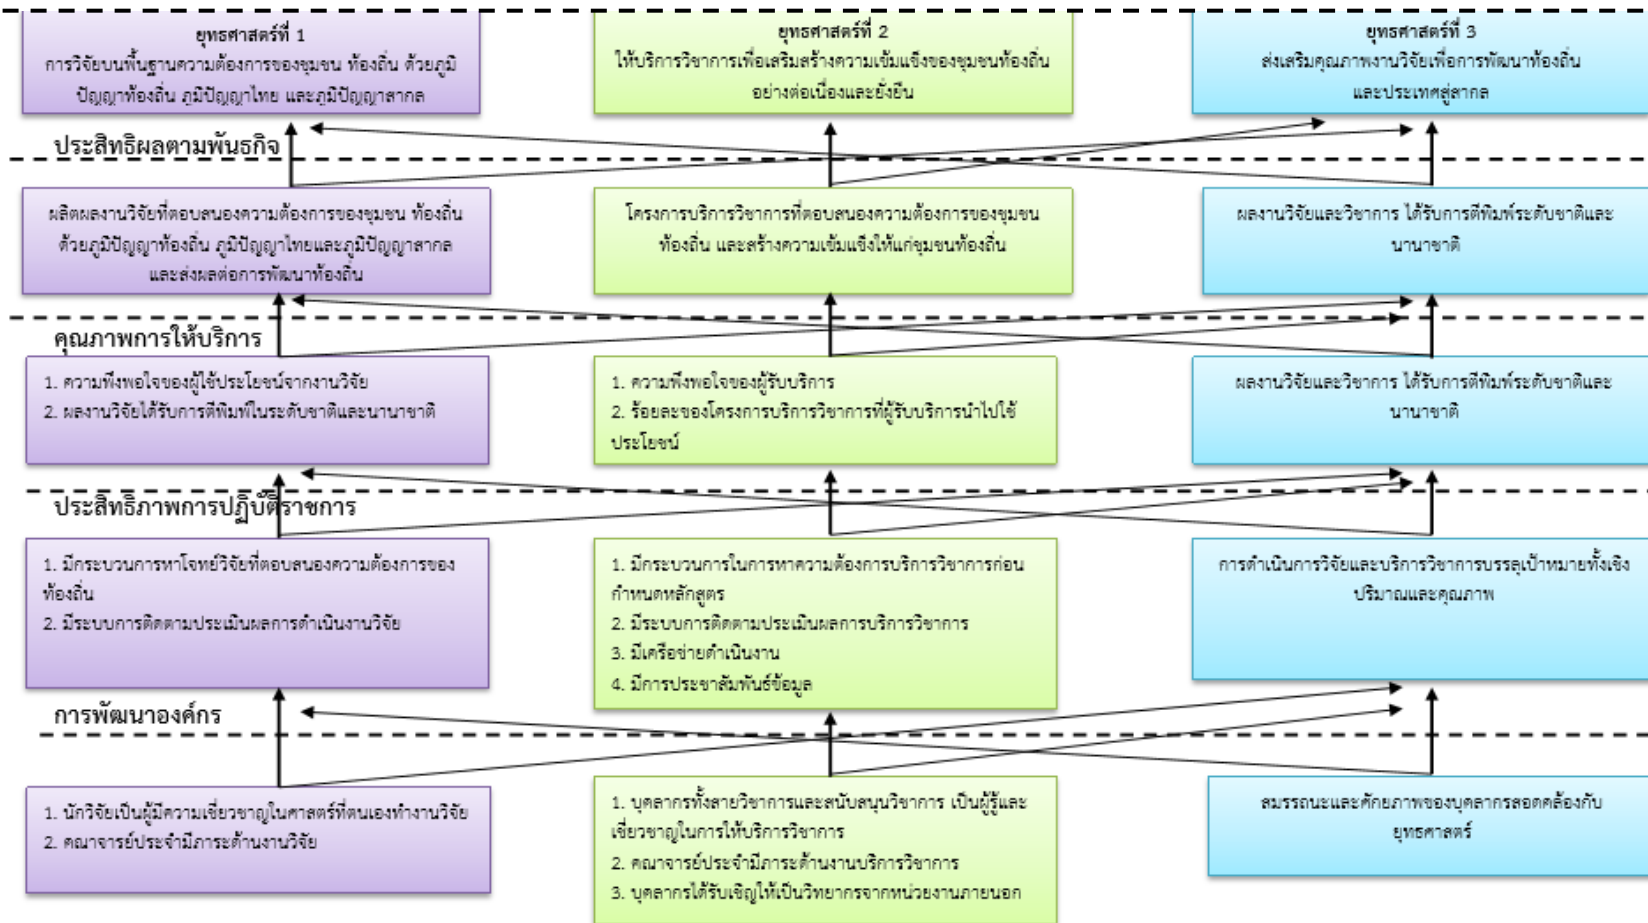 ยุทธศาสตร์ที่ 1
การวิจัยบนพื้นฐานความต้องการของชุมชน ท้องถิ่น ด้วยภูมิ
ปัญญาท้องถิ่น ภูมิปัญญาไทย และภูมิปัญญาสากล
ยุทธศาสตร์ที่ 2
ให้บริการวิชาการเพื่อเสริมสร้างความเข้มแข็งของชุมชนท้องถิ่น
อย่างต่อเนื่องและยั่งยืน
ยุทธศาสตร์ที่ 3
ส่งเสริมคุณภาพงานวิจัยเพื่อการพัฒนาท้องถิ่น
และประเทศสู่สากล
ประสิทธิผลตามพันธกิจ
ผลิตผลงานวิจัยที่ตอบสนองความต้องการของชุมชน ท้องถิ่น
ด้วยภูมิปัญญาท้องถิ่น ภูมิปัญญาไทยและภูมิปัญญาสากล
และส่งผลต่อการพัฒนาท้องถิ่น
โครงการบริการวิชาการที่ตอบสนองความต้องการของชุมชน
ท้องถิ่น และสร้างความเข้มแข็งให้แก่ชุมชนท้องถิ่น
ผลงานวิจัยและวิชาการ ได้รับการตีพิมพ์ระดับชาติและ
นานาชาติ
คุณภาพการให้บริการ
1. ความพึงพอใจของผู้ใช้ประโยชน์จากงานวิจัย
2. ผลงานวิจัยได้รับการตีพิมพ์ในระดับชาติและนานาชาติ
1. ความพึงพอใจของผู้รับบริการ
2. ร้อยละของโครงการบริการวิชาการที่ผู้รับบริการนำไปใช้
ประโยชน์
ผลงานวิจัยและวิชาการ ได้รับการตีพิมพ์ระดับชาติและ
นานาชาติ
ประสิทธิภาพการปฏิบัติราชการ
1. มีกระบวนการหาโจทย์วิจัยที่ตอบสนองความต้องการของ
ท้องถิ่น
2. มีระบบการติดตามประเมินผลการดำเนินงานวิจัย
1. มีกระบวนการในการหาความต้องการบริการวิชาการก่อน
กำหนดหลักสูตร
2. มีระบบการติดตามประเมินผลการบริการวิชาการ
3. มีเครือข่ายดำเนินงาน
4. มีการประชาสัมพันธ์ข้อมูล
การดำเนินการวิจัยและบริการวิชาการบรรลุเป้าหมายทั้งเชิง
ปริมาณและคุณภาพ
การพัฒนาองค์กร
1. นักวิจัยเป็นผู้มีความเชี่ยวชาญในศาสตร์ที่ตนเองทำงานวิจัย
2. คณาจารย์ประจำมีภาระด้านงานวิจัย
1. บุคลากรทั้งสายวิชาการและสนับสนุนวิชาการ เป็นผู้รู้และ
เชี่ยวชาญในการให้บริการวิชาการ
2. คณาจารย์ประจำมีภาระด้านงานบริการวิชาการ
3. บุคลากรได้รับเชิญให้เป็นวิทยากรจากหน่วยงานภายนอก
สมรรถนะและศักยภาพของบุคลากรสอดคล้องกับ
ยุทธศาสตร์